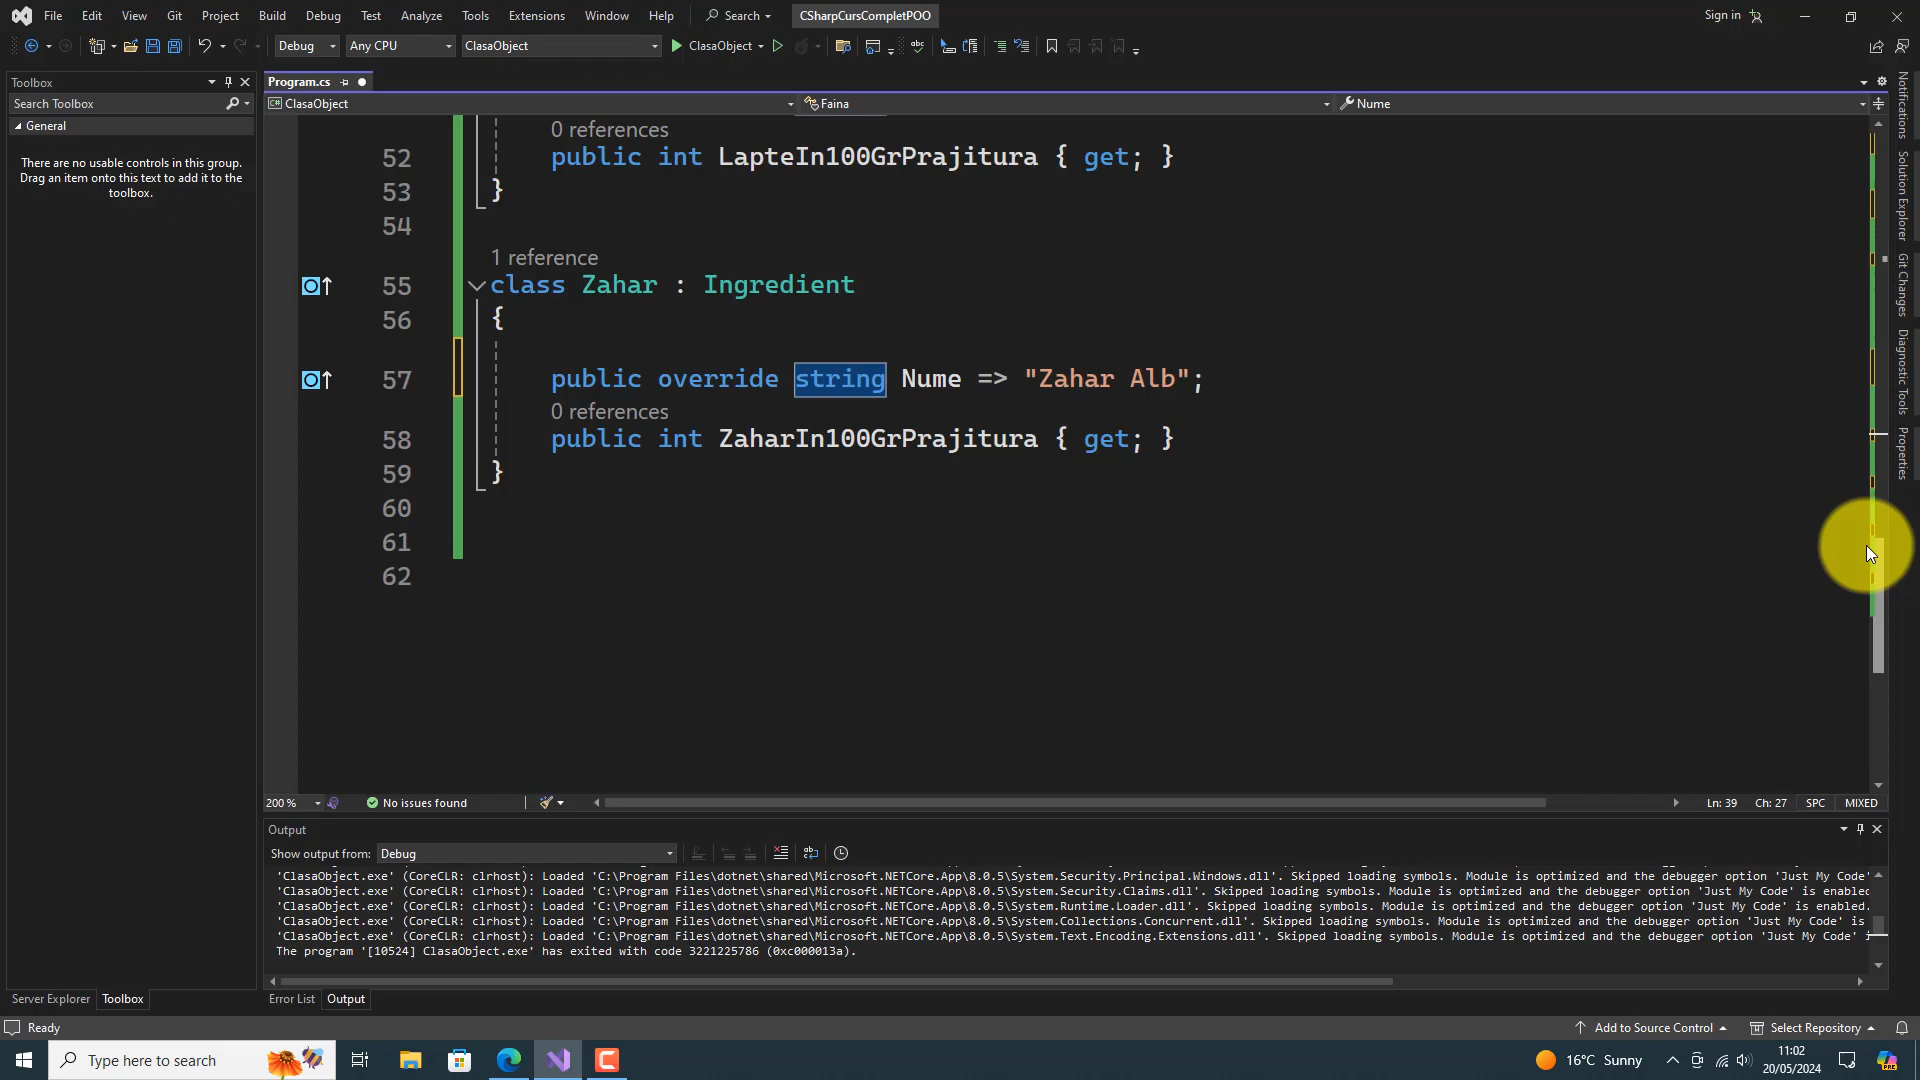 File Edit View Git Project Build Debug Test Analyze Tools Extensions Window Help Search CSharpCursCompletPOO Sign in
Debug Any CPU ClasaObject ClasaObject
Toolbox
Search Toolbox
General
There are no usable controls in this group.
Drag an item onto this text to add it to the
toolbox.
Program.cs
ClasaObject Faina Nume
0 references
52 public int LapteIn100GrPrajitura { get; }
53 }
54
1 reference
55 class Zahar : Ingredient
56 {
57 public override string Nume => "Zahar Alb";
0 references
58 public int ZaharIn100GrPrajitura { get; }
59 }
60
61
62
200 % No issues found Ln: 39 Ch: 27 SPC MIXED
Output
Show output from: Debug
'ClasaObject.exe' (CoreCLR: clrhost): Loaded 'C:\Program Files\dotnet\shared\Microsoft.NETCore.App\8.0.5\System.Security.Principal.Windows.dll'. Skipped loading symbols. Module is optimized and the debugger option 'Just My Code'
'ClasaObject.exe' (CoreCLR: clrhost): Loaded 'C:\Program Files\dotnet\shared\Microsoft.NETCore.App\8.0.5\System.Security.Claims.dll'. Skipped loading symbols. Module is optimized and the debugger option 'Just My Code' is enabled
'ClasaObject.exe' (CoreCLR: clrhost): Loaded 'C:\Program Files\dotnet\shared\Microsoft.NETCore.App\8.0.5\System.Runtime.Loader.dll'. Skipped loading symbols. Module is optimized and the debugger option 'Just My Code' is enabled.
'ClasaObject.exe' (CoreCLR: clrhost): Loaded 'C:\Program Files\dotnet\shared\Microsoft.NETCore.App\8.0.5\System.Collections.Concurrent.dll'. Skipped loading symbols. Module is optimized and the debugger option 'Just My Code' is
'ClasaObject.exe' (CoreCLR: clrhost): Loaded 'C:\Program Files\dotnet\shared\Microsoft.NETCore.App\8.0.5\System.Text.Encoding.Extensions.dll'. Skipped loading symbols. Module is optimized and the debugger option 'Just My Code' i
The program '[10524] ClasaObject.exe' has exited with code 3221225786 (0xc000013a).
Server Explorer Toolbox Error List Output
Notifications
Solution Explorer
Git Changes
Diagnostic Tools
Properties
Ready Add to Source Control Select Repository
Type here to search 16°C Sunny 11:02
20/05/2024